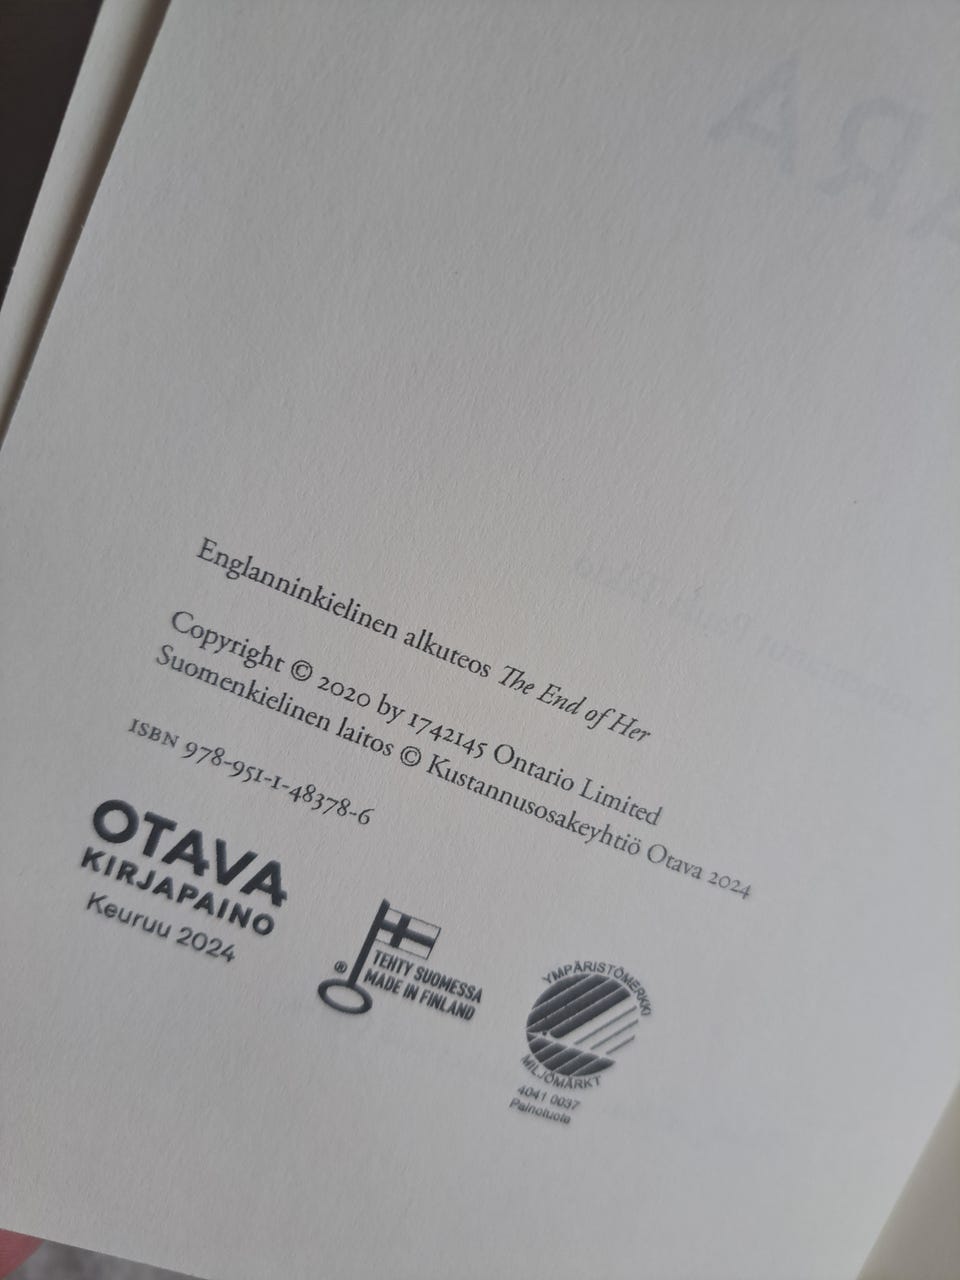 Englanninkielinen alkuteos The End of Her
Copyright © 2020 by 1742145 Ontario Limited
Suomenkielinen laitos © Kustannusosakeyhtiö Otava 2024
ISBN 978-951-1-48378-6
OTAVA
KIRJAPAINO
Keuruu 2024
® TEHTY SUOMESSA
MADE IN FINLAND
YMPÄRISTÖMERKKI
MILJÖMÄRKT
4041 0037
Painotuote